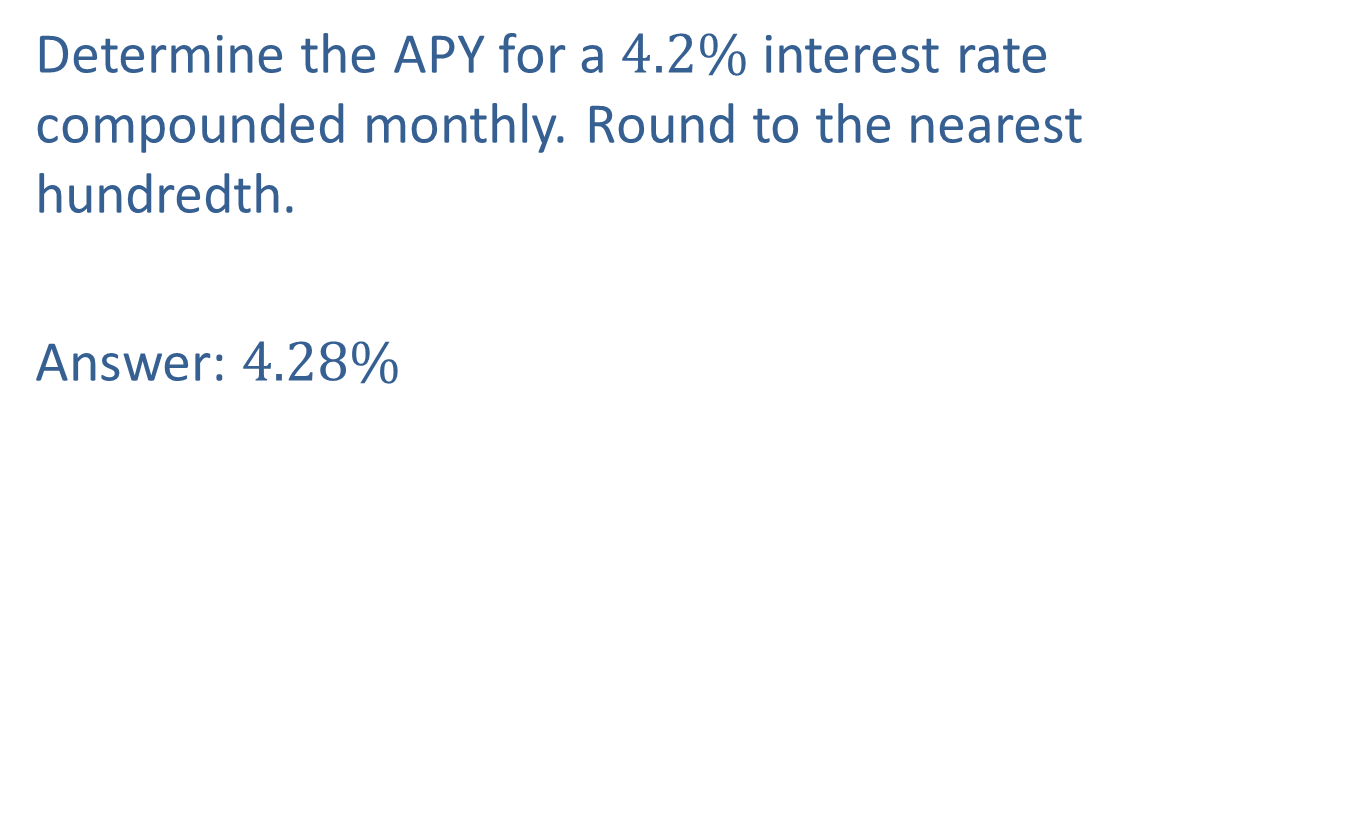 Determine the APY for a 4.2% interest rate
compounded monthly. Round to the nearest
hundredth.
Answer: 4.28%